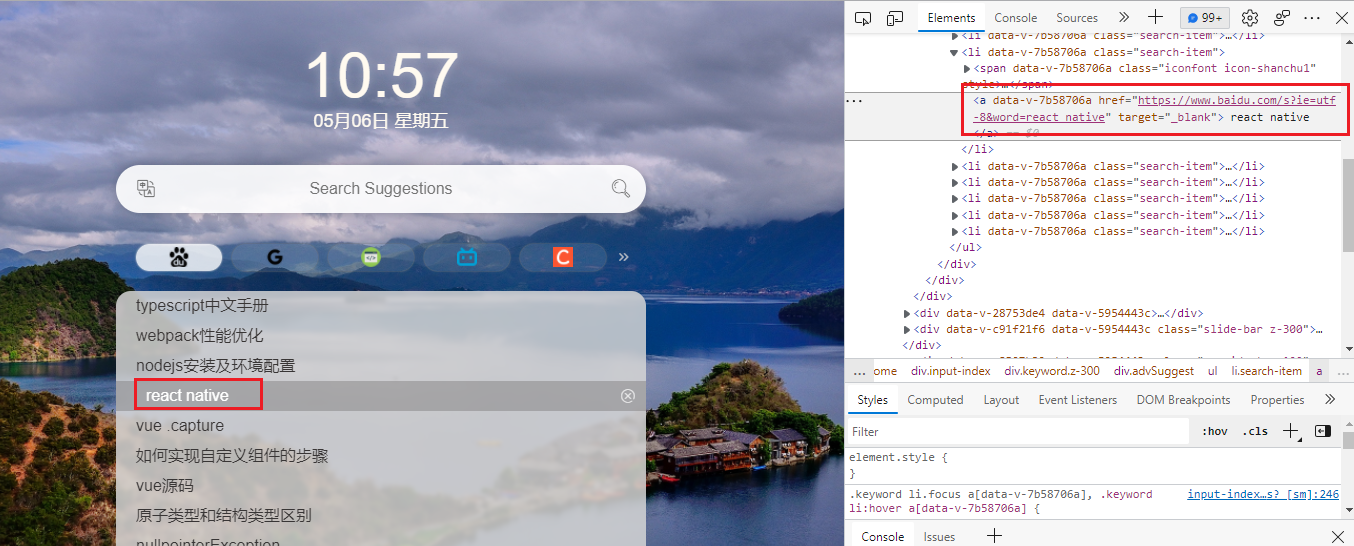 10:57
05月06日 星期五
Search Suggestions
du
G
C
»
typescript中文手册
webpack性能优化
nodejs安装及环境配置
react native
vue .capture
如何实现自定义组件的步骤
vue源码
原子类型和结构类型区别
nullpointerException
Elements Console Sources » 99+
<li data-v-7b58706a class="search-item">…</li>
<li data-v-7b58706a class="search-item">
<span data-v-7b58706a class="iconfont icon-shanchu1"
style>…</span>
<a data-v-7b58706a href="https://www.baidu.com/s?ie=utf
-8&word=react native" target="_blank"> react native
</a> == $0
</li>
<li data-v-7b58706a class="search-item">…</li>
<li data-v-7b58706a class="search-item">…</li>
<li data-v-7b58706a class="search-item">…</li>
<li data-v-7b58706a class="search-item">…</li>
<li data-v-7b58706a class="search-item">…</li>
</ul>
</div>
</div>
</div>
<div data-v-28753de4 data-v-5954443c>…</div>
<div data-v-c91f21f6 data-v-5954443c class="slide-bar z-300">…
</div>
… ome div.input-index div.keyword.z-300 div.advSuggest ul li.search-item a …
Styles Computed Layout Event Listeners DOM Breakpoints Properties »
Filter :hov .cls
element.style {
}
.keyword li.focus a[data-v-7b58706a], .keyword input-index…s? [sm]:246
li:hover a[data-v-7b58706a] {
Console Issues